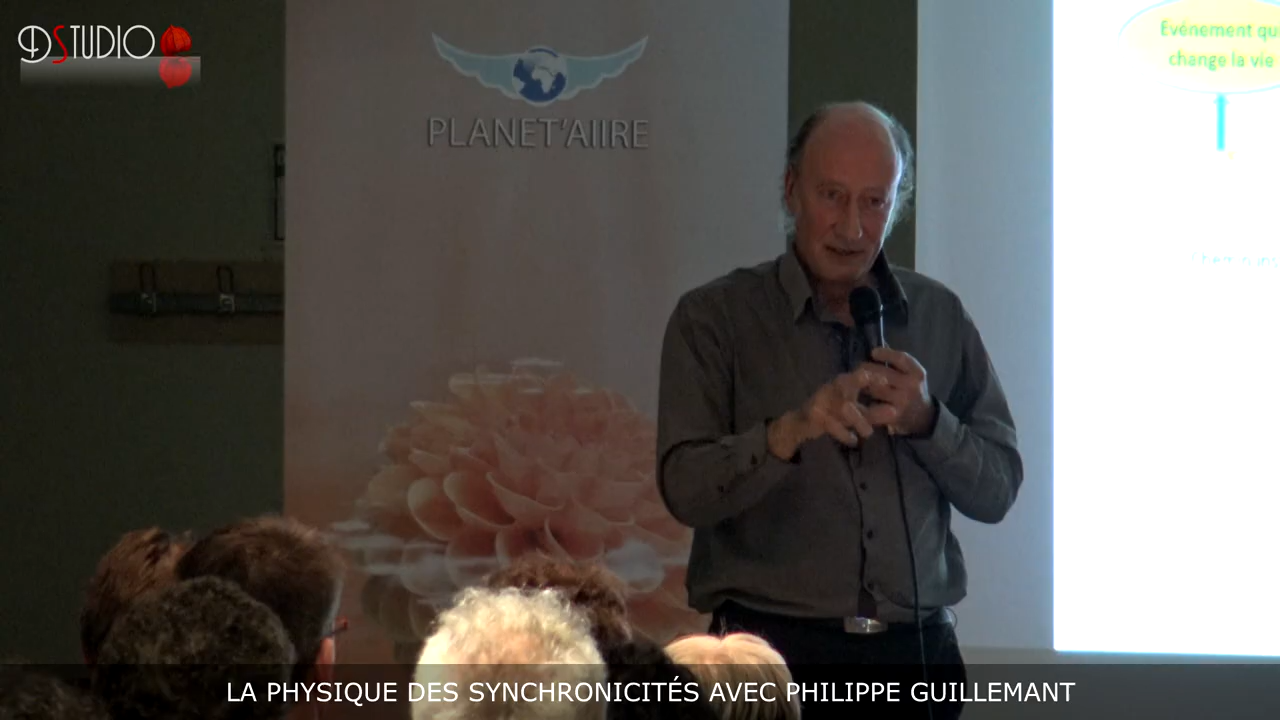 DSTUDIO
PLANET'AIIRE
Evénement qui
change la vie
LA PHYSIQUE DES SYNCHRONICITÉS AVEC PHILIPPE GUILLEMANT